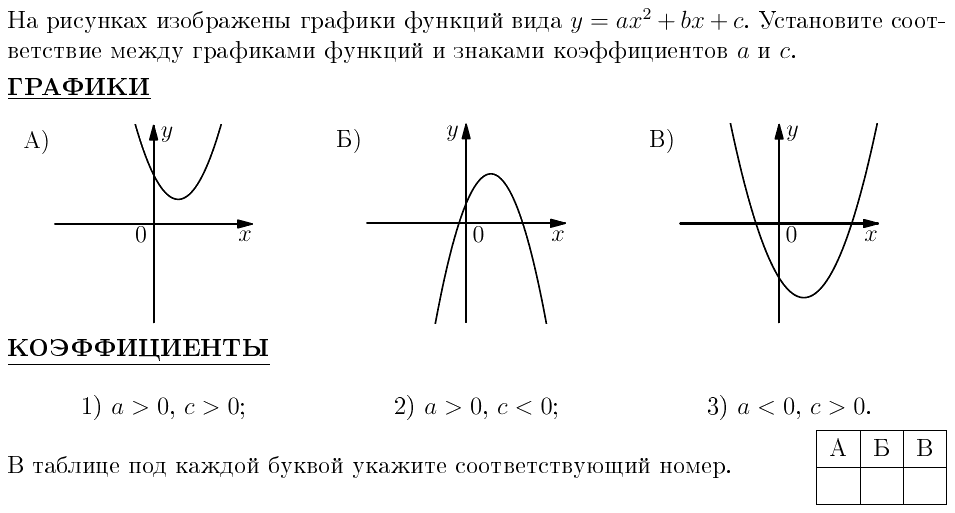 На рисунках изображены графики функций вида y = ax² + bx + c. Установите соот-
ветствие между графиками функций и знаками коэффициентов a и c.
ГРАФИКИ
А) y 0 x Б) y 0 x В) y 0 x
КОЭФФИЦИЕНТЫ
1) a > 0, c > 0; 2) a > 0, c < 0; 3) a < 0, c > 0.
А Б В
В таблице под каждой буквой укажите соответствующий номер.